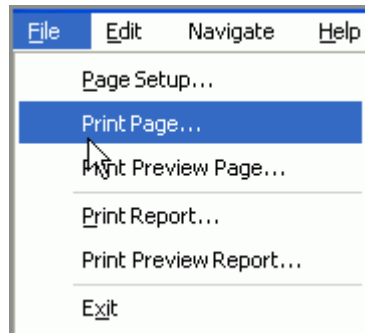 File Edit Navigate Help
Page Setup...
Print Page...
Print Preview Page...
Print Report...
Print Preview Report...
Exit